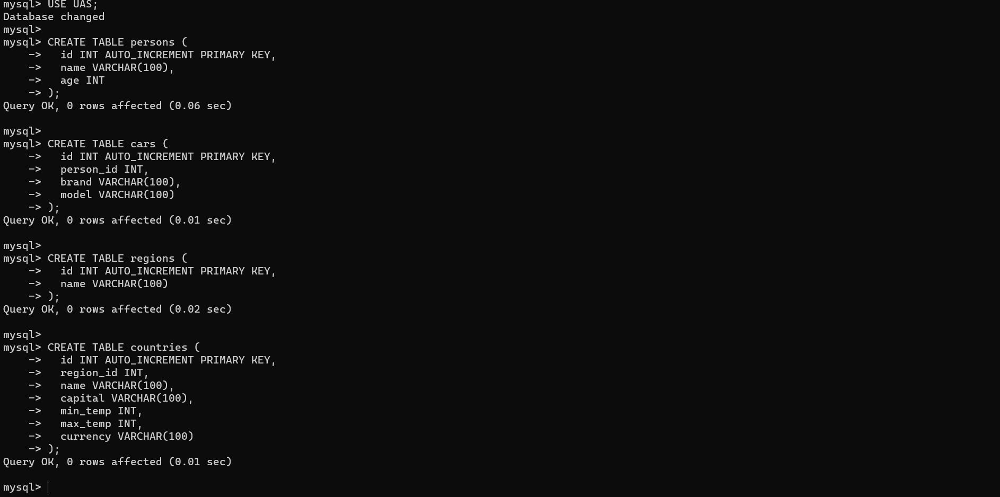 mysql> USE UAS;
Database changed
mysql>
mysql> CREATE TABLE persons (
    ->   id INT AUTO_INCREMENT PRIMARY KEY,
    ->   name VARCHAR(100),
    ->   age INT
    -> );
Query OK, 0 rows affected (0.06 sec)

mysql>
mysql> CREATE TABLE cars (
    ->   id INT AUTO_INCREMENT PRIMARY KEY,
    ->   person_id INT,
    ->   brand VARCHAR(100),
    ->   model VARCHAR(100)
    -> );
Query OK, 0 rows affected (0.01 sec)

mysql>
mysql> CREATE TABLE regions (
    ->   id INT AUTO_INCREMENT PRIMARY KEY,
    ->   name VARCHAR(100)
    -> );
Query OK, 0 rows affected (0.02 sec)

mysql>
mysql> CREATE TABLE countries (
    ->   id INT AUTO_INCREMENT PRIMARY KEY,
    ->   region_id INT,
    ->   name VARCHAR(100),
    ->   capital VARCHAR(100),
    ->   min_temp INT,
    ->   max_temp INT,
    ->   currency VARCHAR(100)
    -> );
Query OK, 0 rows affected (0.01 sec)

mysql>